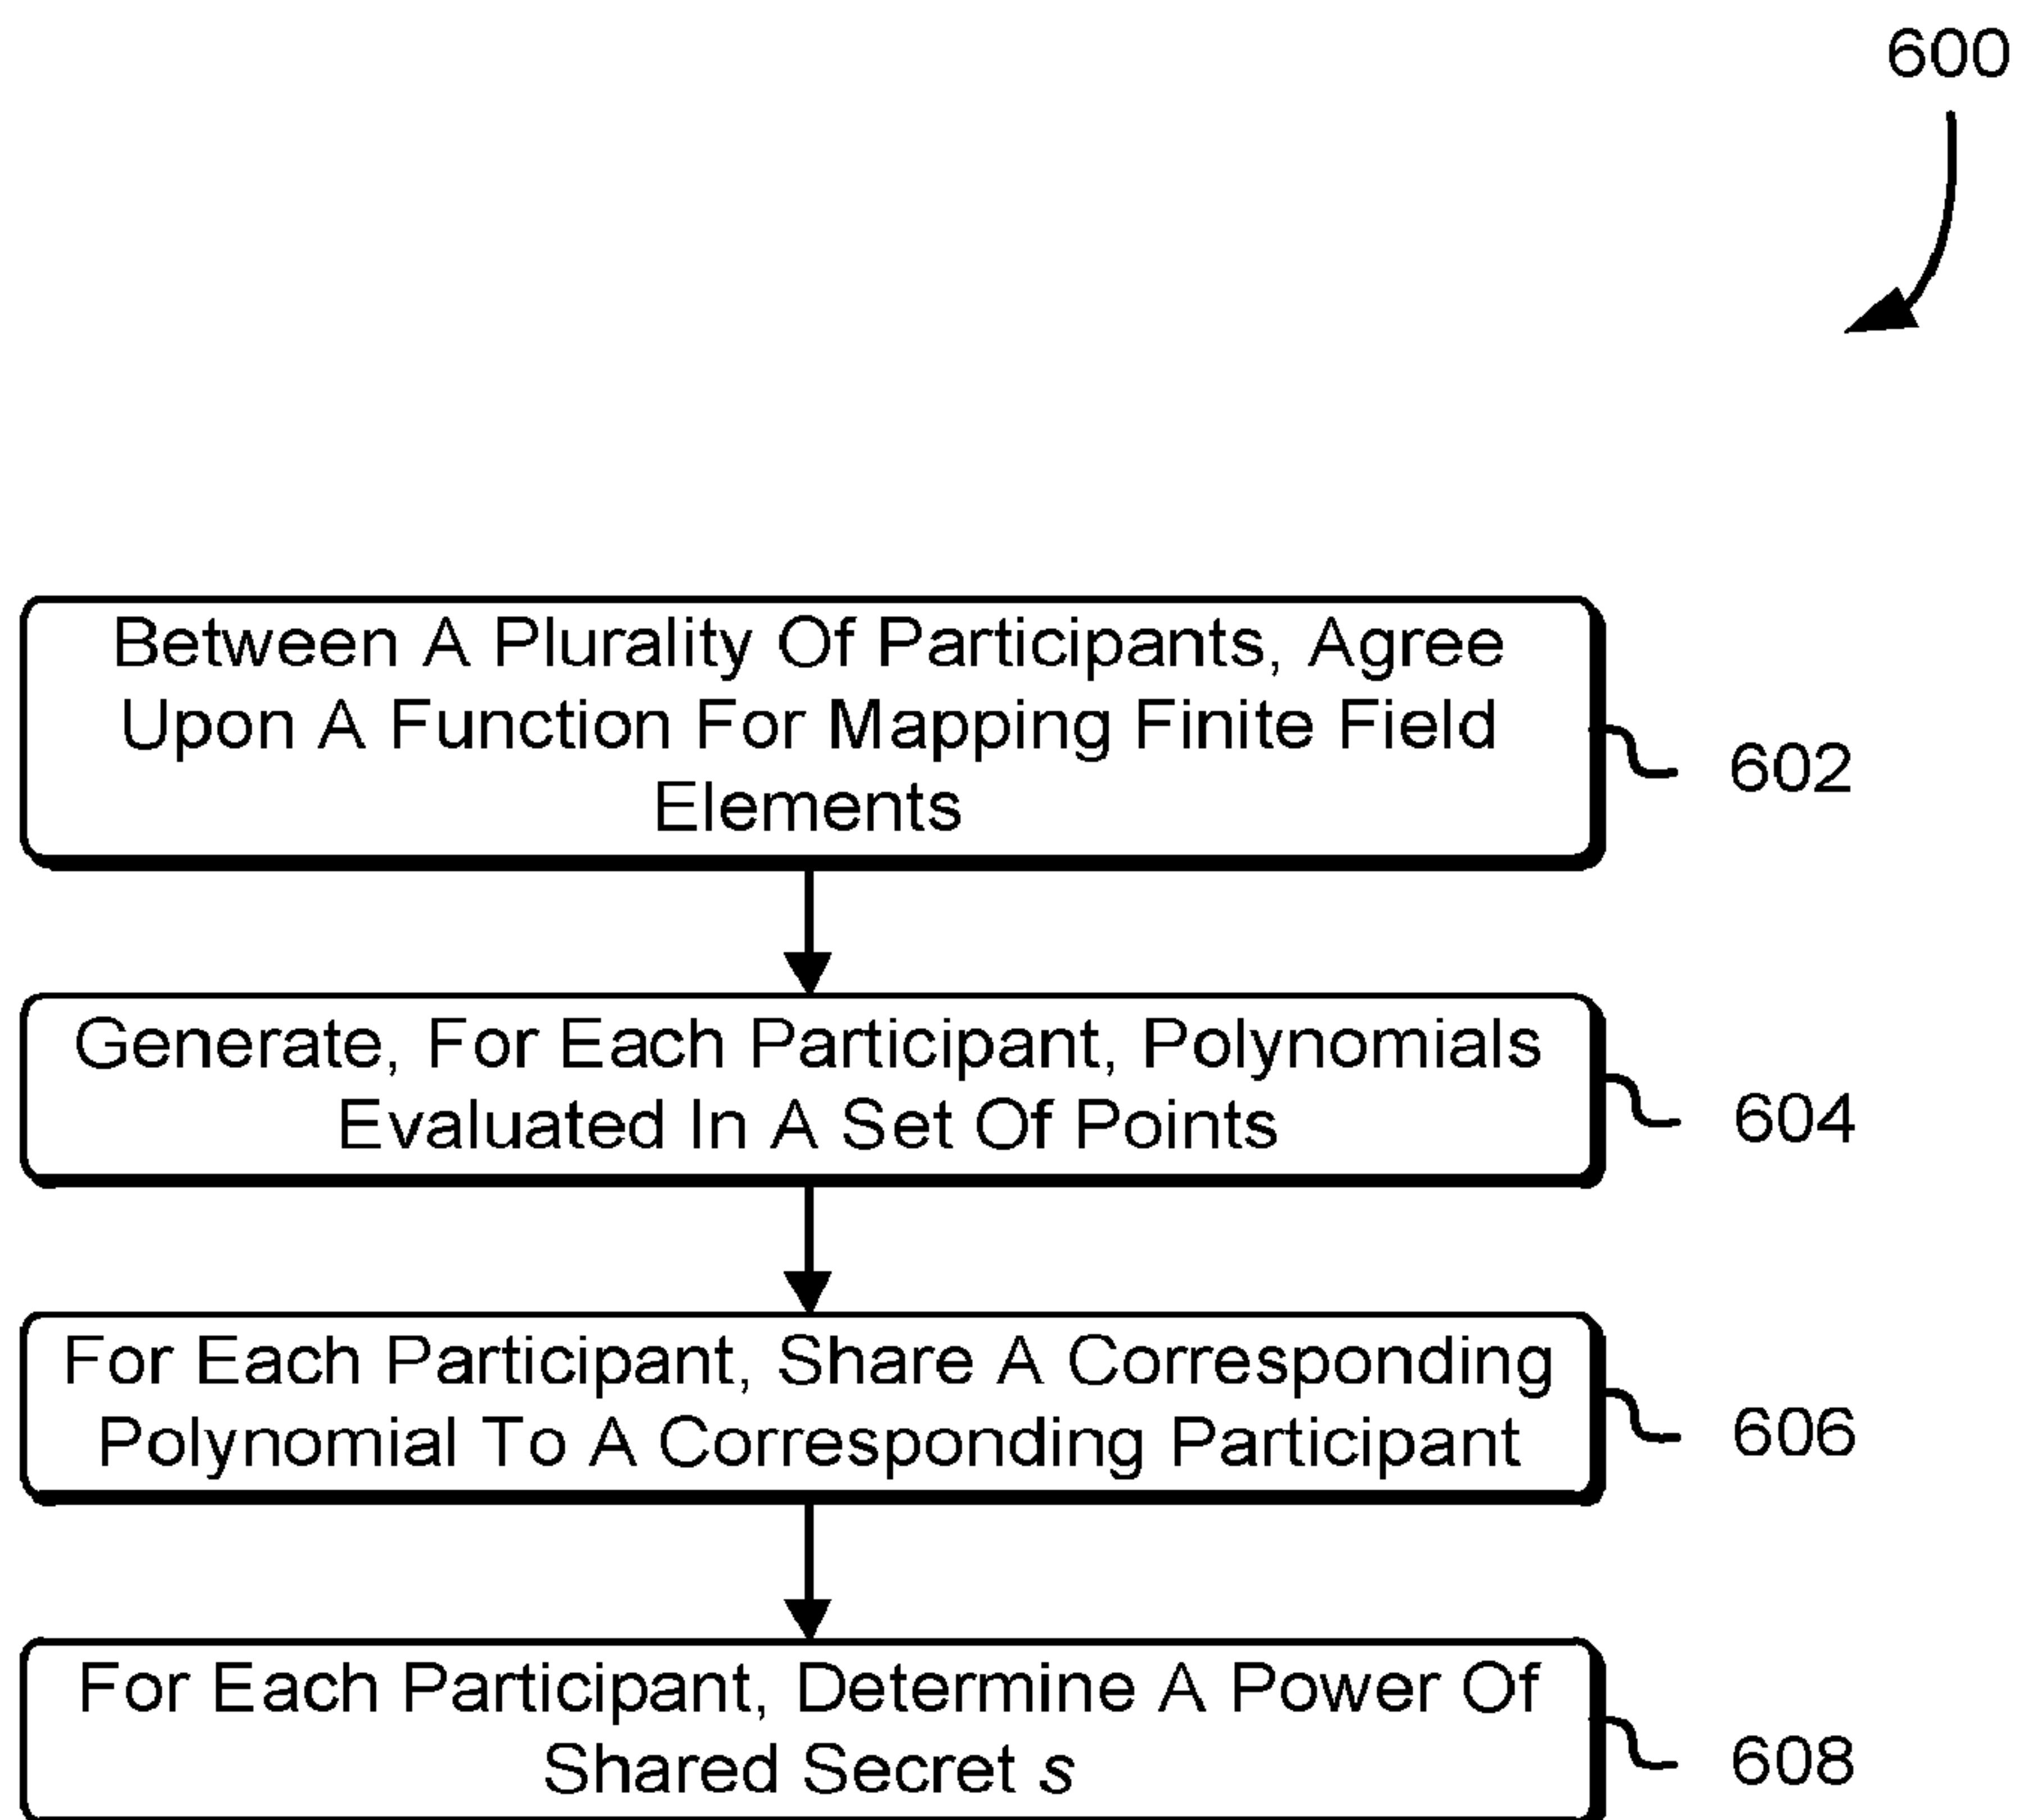 600
Between A Plurality Of Participants, Agree
Upon A Function For Mapping Finite Field
Elements
602
Generate, For Each Participant, Polynomials
Evaluated In A Set Of Points
604
For Each Participant, Share A Corresponding
Polynomial To A Corresponding Participant
606
For Each Participant, Determine A Power Of
Shared Secret s
608